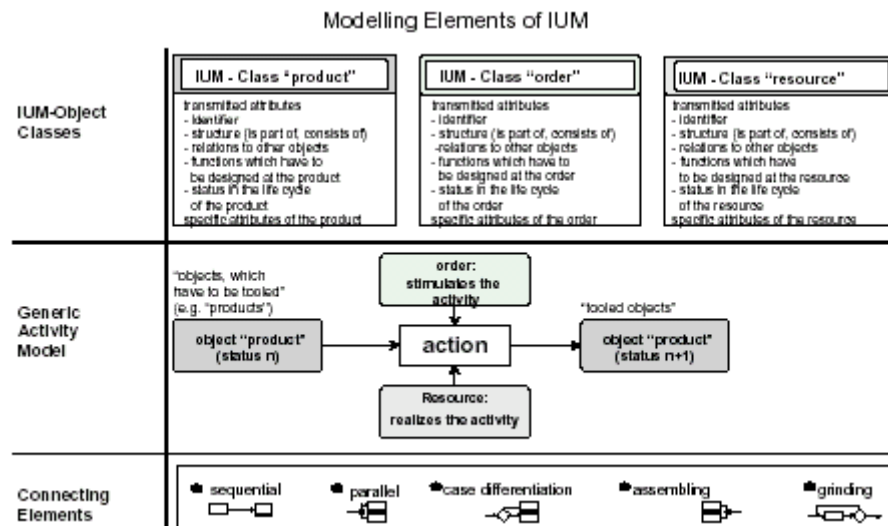 Modelling Elements of IUM
IUM-Object
Classes
IUM - Class "product"
transmitted attributes
- Identifier
- structure (is part of, consists of)
- relations to other objects
- functions which have to
be designed at the product
- status in the life cycle
of the product
specific attributes of the product
IUM - Class "order"
transmitted attributes
- identifier
- structure (is part of, consists of)
-relations to other objects
- functions which have to
be designed at the order
- status in the life cycle
of the order
specific attributes of the order
IUM - Class "resource"
transmitted attributes
- identifier
- structure (is part of, consists of)
- relations to other objects
- functions which have
to be designed at the resource
- status in the life cycle
of the resource
specific attributes of the resource
Generic
Activity
Model
"objects, which
have to be tooled"
(e.g. "products")
object "product"
(status n)
order:
stimulates the
activity
action
Resource:
realizes the activity
"tooled objects"
object "product"
(status n+1)
Connecting
Elements
sequential
parallel
case differentiation
assembling
grinding